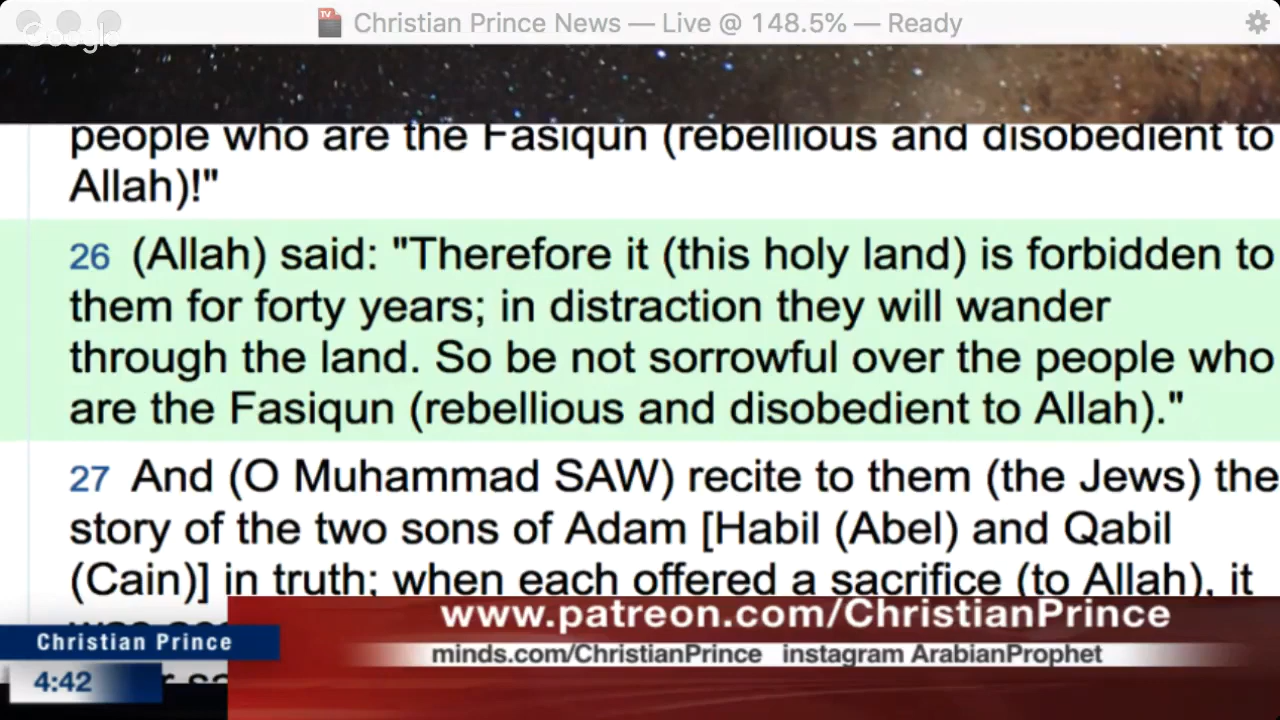 Christian Prince News — Live @ 148.5% — Ready
Google
people who are the Fasiqun (rebellious and disobedient to
Allah)!"
26 (Allah) said: "Therefore it (this holy land) is forbidden to
them for forty years; in distraction they will wander
through the land. So be not sorrowful over the people who
are the Fasiqun (rebellious and disobedient to Allah)."
27 And (O Muhammad SAW) recite to them (the Jews) the
story of the two sons of Adam [Habil (Abel) and Qabil
(Cain)] in truth; when each offered a sacrifice (to Allah), it
www.patreon.com/ChristianPrince
Christian Prince
minds.com/ChristianPrince instagram ArabianProphet
4:42